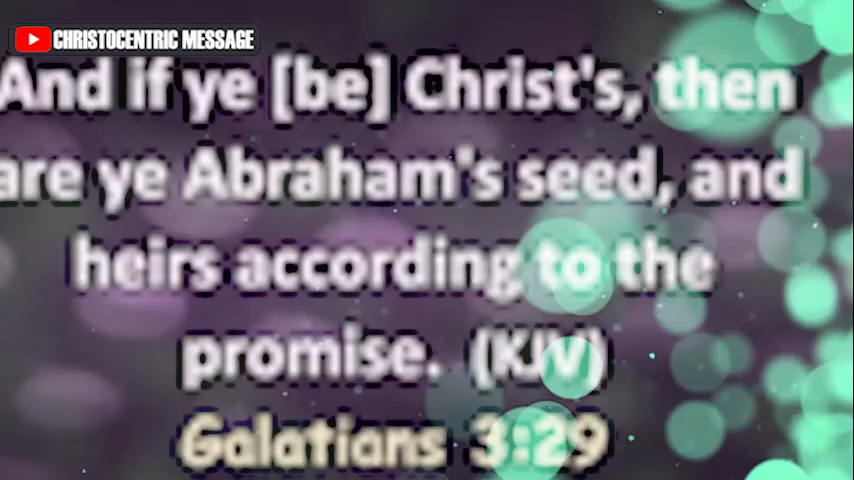 CHRISTOCENTRIC MESSAGE
And if ye [be] Christ's, then
are ye Abraham's seed, and
heirs according to the
promise. (KJV)
Galatians 3:29